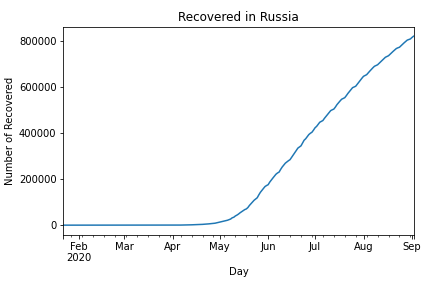 Recovered in Russia
800000
600000
400000
200000
0
Number of Recovered
Feb Mar Apr May Jun Jul Aug Sep
2020
Day